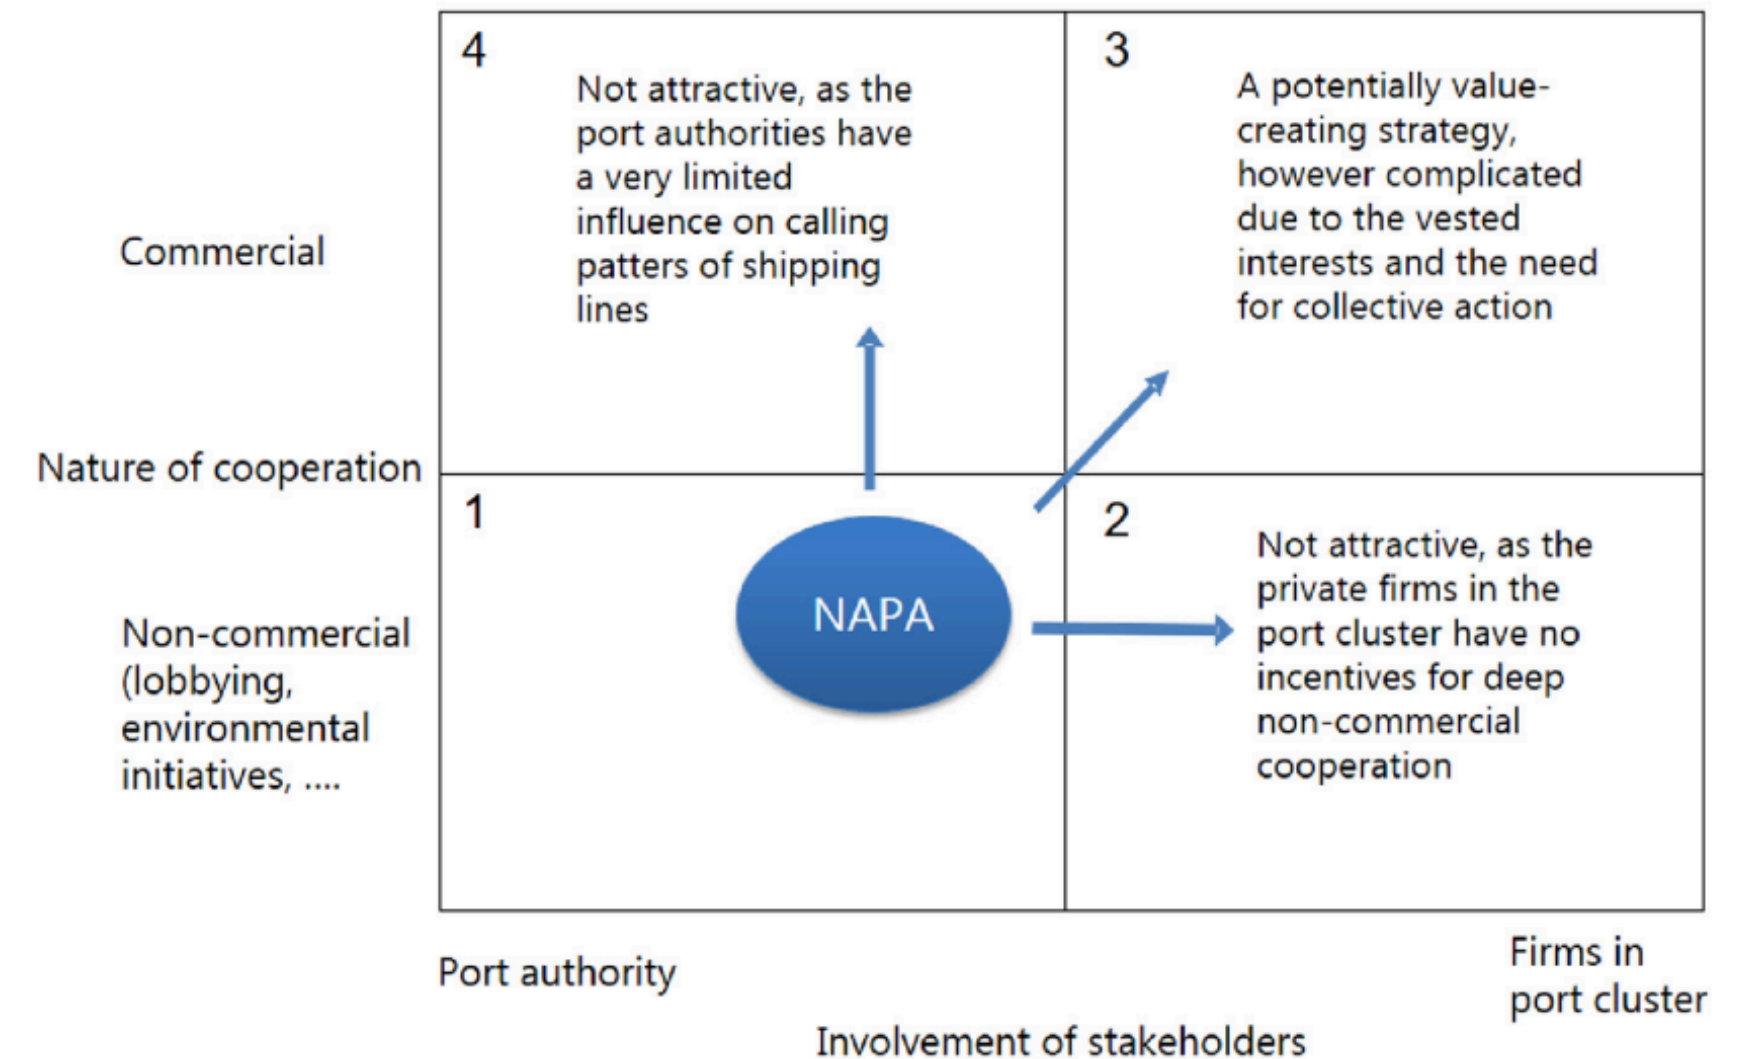 4
Not attractive, as the
port authorities have
a very limited
influence on calling
patters of shipping
lines
3
A potentially value-
creating strategy,
however complicated
due to the vested
interests and the need
for collective action
Commercial
Nature of cooperation
1
NAPA
2
Not attractive, as the
private firms in the
port cluster have no
incentives for deep
non-commercial
cooperation
Non-commercial
(lobbying,
environmental
initiatives, ....
Port authority
Firms in
port cluster
Involvement of stakeholders